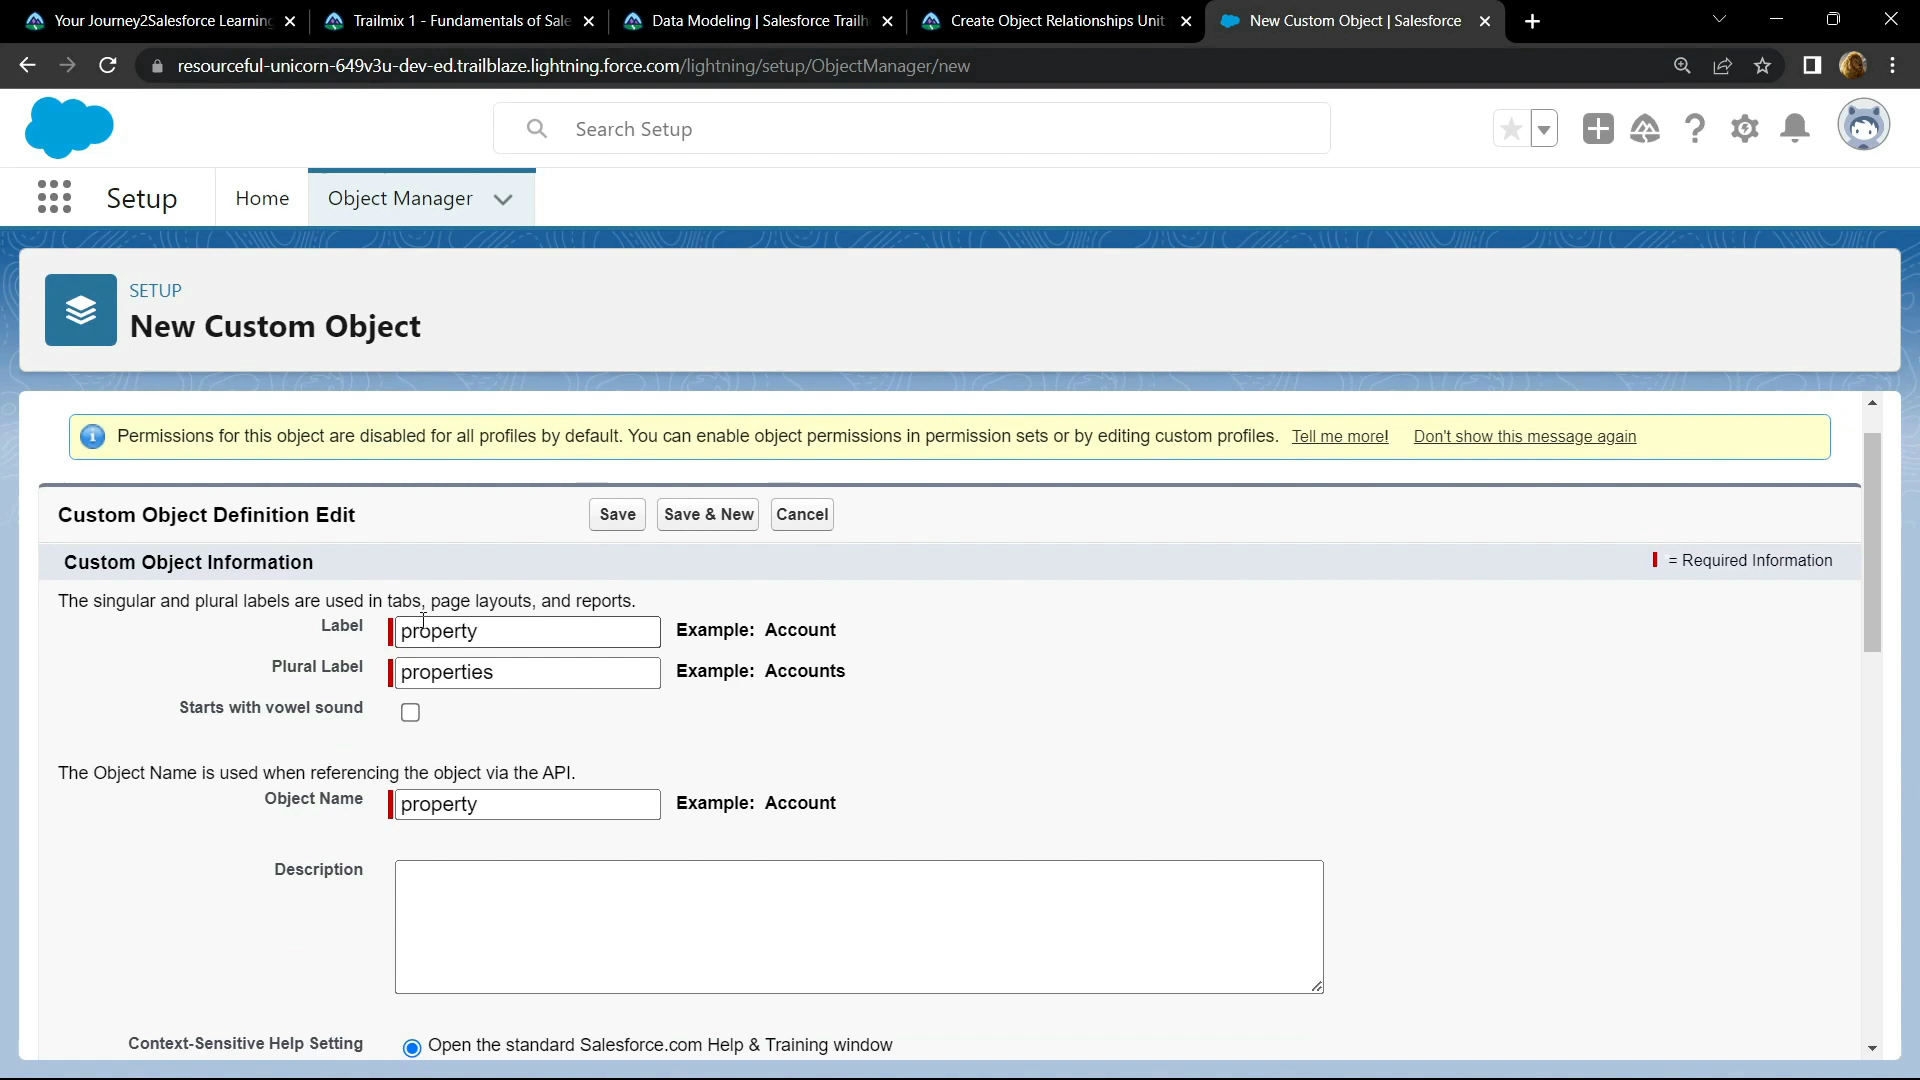 Your Journey2Salesforce Learning
Trailmix 1 - Fundamentals of Sale
Data Modeling | Salesforce Trailh
Create Object Relationships Unit
New Custom Object | Salesforce
resourceful-unicorn-649v3u-dev-ed.trailblaze.lightning.force.com/lightning/setup/ObjectManager/new
Search Setup
Setup
Home
Object Manager
SETUP
New Custom Object
Permissions for this object are disabled for all profiles by default. You can enable object permissions in permission sets or by editing custom profiles. Tell me more! Don't show this message again
Custom Object Definition Edit
Save
Save & New
Cancel
Custom Object Information
= Required Information
The singular and plural labels are used in tabs, page layouts, and reports.
Label
property
Example: Account
Plural Label
properties
Example: Accounts
Starts with vowel sound
The Object Name is used when referencing the object via the API.
Object Name
property
Example: Account
Description
Context-Sensitive Help Setting
Open the standard Salesforce.com Help & Training window